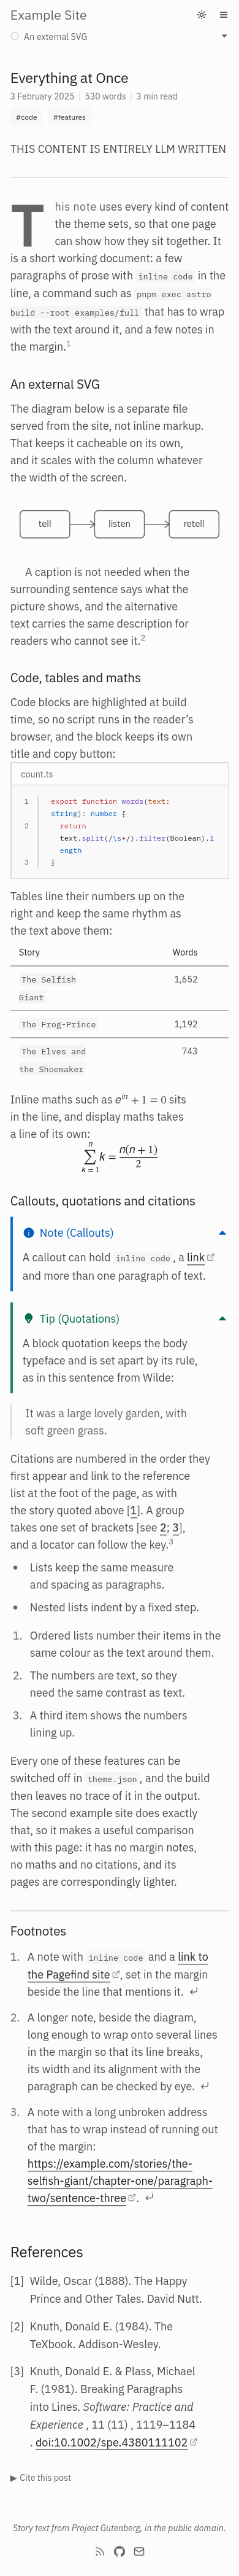 Example Site
An external SVG
Everything at Once
3 February 2025 | 530 words | 3 min read
#code #features
THIS CONTENT IS ENTIRELY LLM WRITTEN
This note uses every kind of content
the theme sets, so that one page
can show how they sit together. It
is a short working document: a few
paragraphs of prose with inline code in the
line, a command such as pnpm exec astro
build --root examples/full that has to wrap
with the text around it, and a few notes in
the margin.1
An external SVG
The diagram below is a separate file
served from the site, not inline markup.
That keeps it cacheable on its own,
and it scales with the column whatever
the width of the screen.
tell listen retell
A caption is not needed when the
surrounding sentence says what the
picture shows, and the alternative
text carries the same description for
readers who cannot see it.2
Code, tables and maths
Code blocks are highlighted at build
time, so no script runs in the reader's
browser, and the block keeps its own
title and copy button:
count.ts
1 export function words(text:
string): number {
2 return
text.split(/\s+/).filter(Boolean).l
ength
3 }
Tables line their numbers up on the
right and keep the same rhythm as
the text above them:
Story Words
The Selfish 1,652
Giant
The Frog-Prince 1,192
The Elves and 743
the Shoemaker
Inline maths such as e^iπ + 1 = 0 sits
in the line, and display maths takes
a line of its own:
n
∑ k = n(n + 1)
k = 1 2
Callouts, quotations and citations
Note (Callouts)
A callout can hold inline code, a link
and more than one paragraph of text.
Tip (Quotations)
A block quotation keeps the body
typeface and is set apart by its rule,
as in this sentence from Wilde:
It was a large lovely garden, with
soft green grass.
Citations are numbered in the order they
first appear and link to the reference
list at the foot of the page, as with
the story quoted above [1]. A group
takes one set of brackets [see 2; 3],
and a locator can follow the key.3
• Lists keep the same measure
and spacing as paragraphs.
• Nested lists indent by a fixed step.
1. Ordered lists number their items in the
same colour as the text around them.
2. The numbers are text, so they
need the same contrast as text.
3. A third item shows the numbers
lining up.
Every one of these features can be
switched off in theme.json, and the build
then leaves no trace of it in the output.
The second example site does exactly
that, so it makes a useful comparison
with this page: it has no margin notes,
no maths and no citations, and its
pages are correspondingly lighter.
Footnotes
1. A note with inline code and a link to
the Pagefind site, set in the margin
beside the line that mentions it. ↩
2. A longer note, beside the diagram,
long enough to wrap onto several lines
in the margin so that its line breaks,
its width and its alignment with the
paragraph can be checked by eye. ↩
3. A note with a long unbroken address
that has to wrap instead of running out
of the margin:
https://example.com/stories/the-
selfish-giant/chapter-one/paragraph-
two/sentence-three. ↩
References
[1] Wilde, Oscar (1888). The Happy
Prince and Other Tales. David Nutt.
[2] Knuth, Donald E. (1984). The
TeXbook. Addison-Wesley.
[3] Knuth, Donald E. & Plass, Michael
F. (1981). Breaking Paragraphs
into Lines. Software: Practice and
Experience , 11 (11) , 1119–1184
. doi:10.1002/spe.4380111102
▶ Cite this post
Story text from Project Gutenberg, in the public domain.